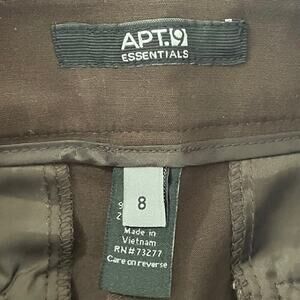 APT.9
ESSENTIALS
8
Made in
Vietnam
RN#73277
Care on reverse